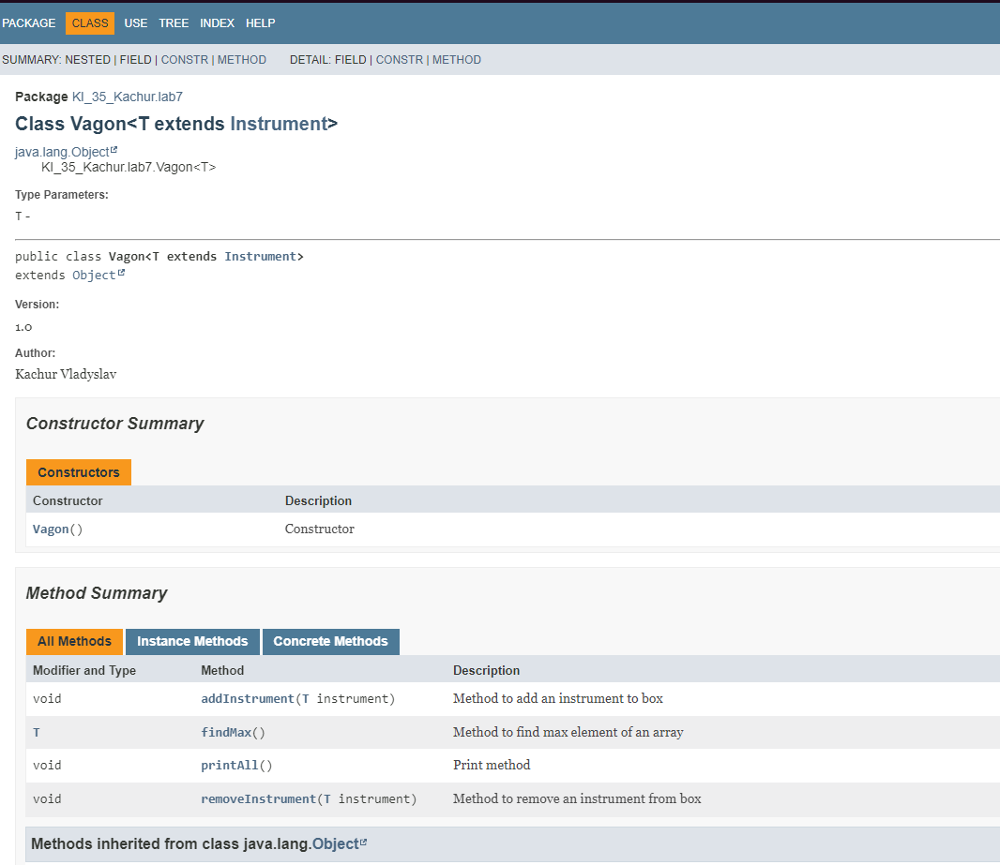 PACKAGE CLASS USE TREE INDEX HELP
SUMMARY: NESTED | FIELD | CONSTR | METHOD DETAIL: FIELD | CONSTR | METHOD
Package KI_35_Kachur.lab7
Class Vagon<T extends Instrument>
java.lang.Object
KI_35_Kachur.lab7.Vagon<T>
Type Parameters:
T -
public class Vagon<T extends Instrument>
extends Object
Version:
1.0
Author:
Kachur Vladyslav
Constructor Summary
Constructors
Constructor Description
Vagon() Constructor
Method Summary
All Methods Instance Methods Concrete Methods
Modifier and Type Method Description
void addInstrument(T instrument) Method to add an instrument to box
T findMax() Method to find max element of an array
void printAll() Print method
void removeInstrument(T instrument) Method to remove an instrument from box
Methods inherited from class java.lang.Object